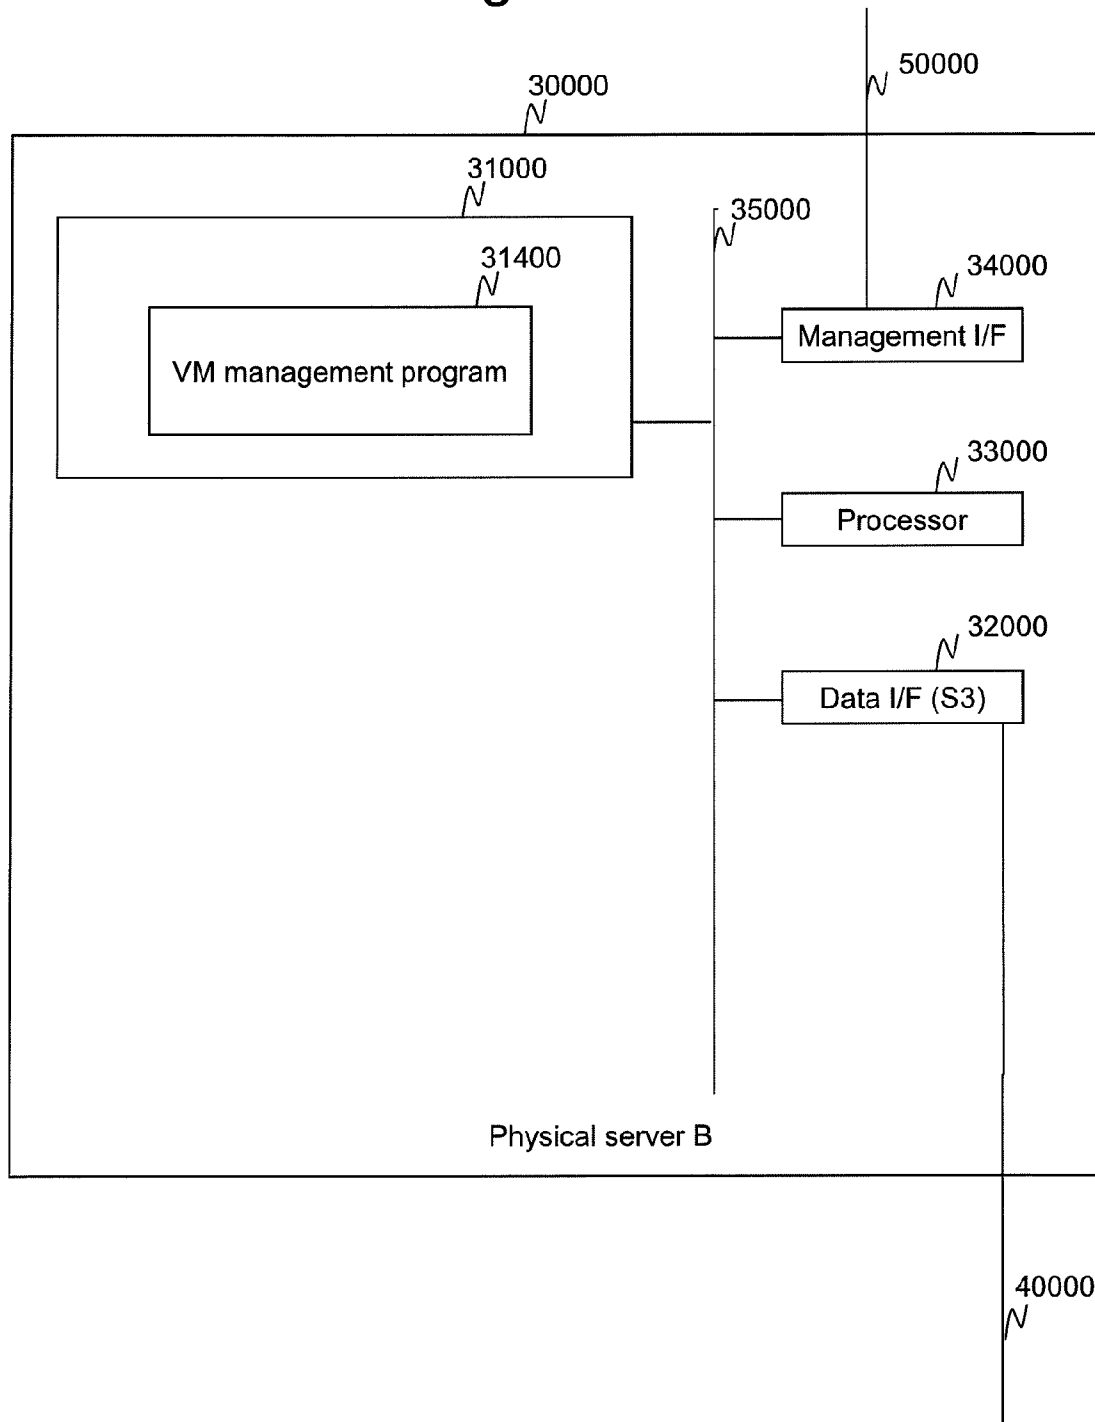 50000
30000
31000
35000
31400
34000
Management I/F
VM management program
33000
Processor
32000
Data I/F (S3)
Physical server B
40000